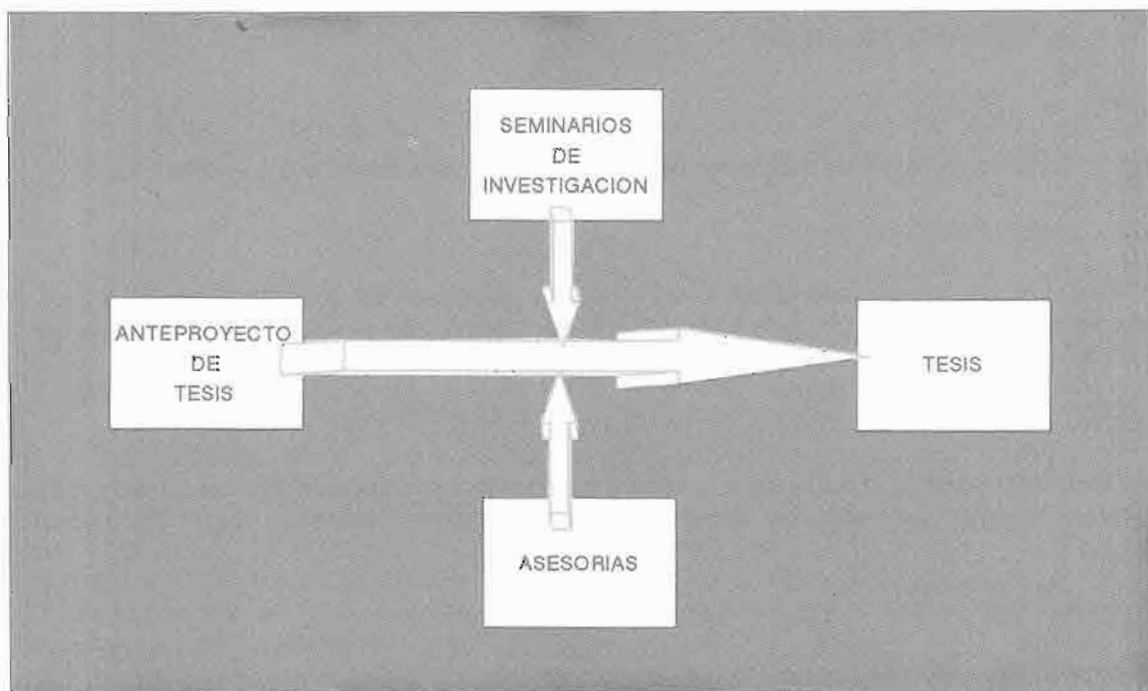 SEMINARIOS
DE
INVESTIGACION
ANTEPROYECTO
DE
TESIS
TESIS
ASESORIAS